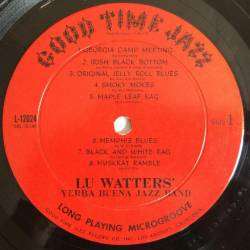 GOOD TIME JAZZ
1. GEORGIA CAMP MEETING
2. IRISH BLACK BOTTOM
3. ORIGINAL JELLY ROLL BLUES
4. SMOKY MOKES
5. MAPLE LEAF RAG
L-12024
SIDE 1
6. MEMPHIS BLUES
7. BLACK AND WHITE RAG
8. MUSKRAT RAMBLE
LU WATTERS'
YERBA BUENA JAZZ BAND
LONG PLAYING MICROGROOVE